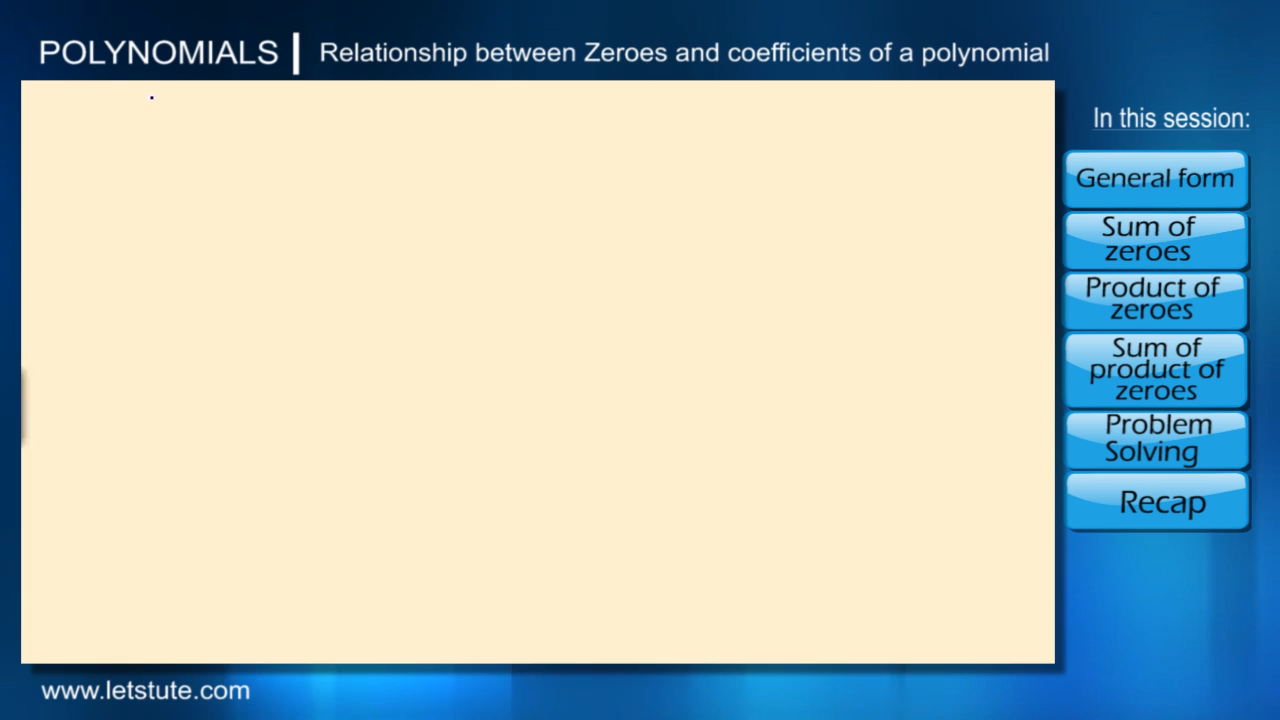 POLYNOMIALS | Relationship between Zeroes and coefficients of a polynomial
In this session:
General form
Sum of
zeroes
Product of
zeroes
Sum of
product of
zeroes
Problem
Solving
Recap
www.letstute.com